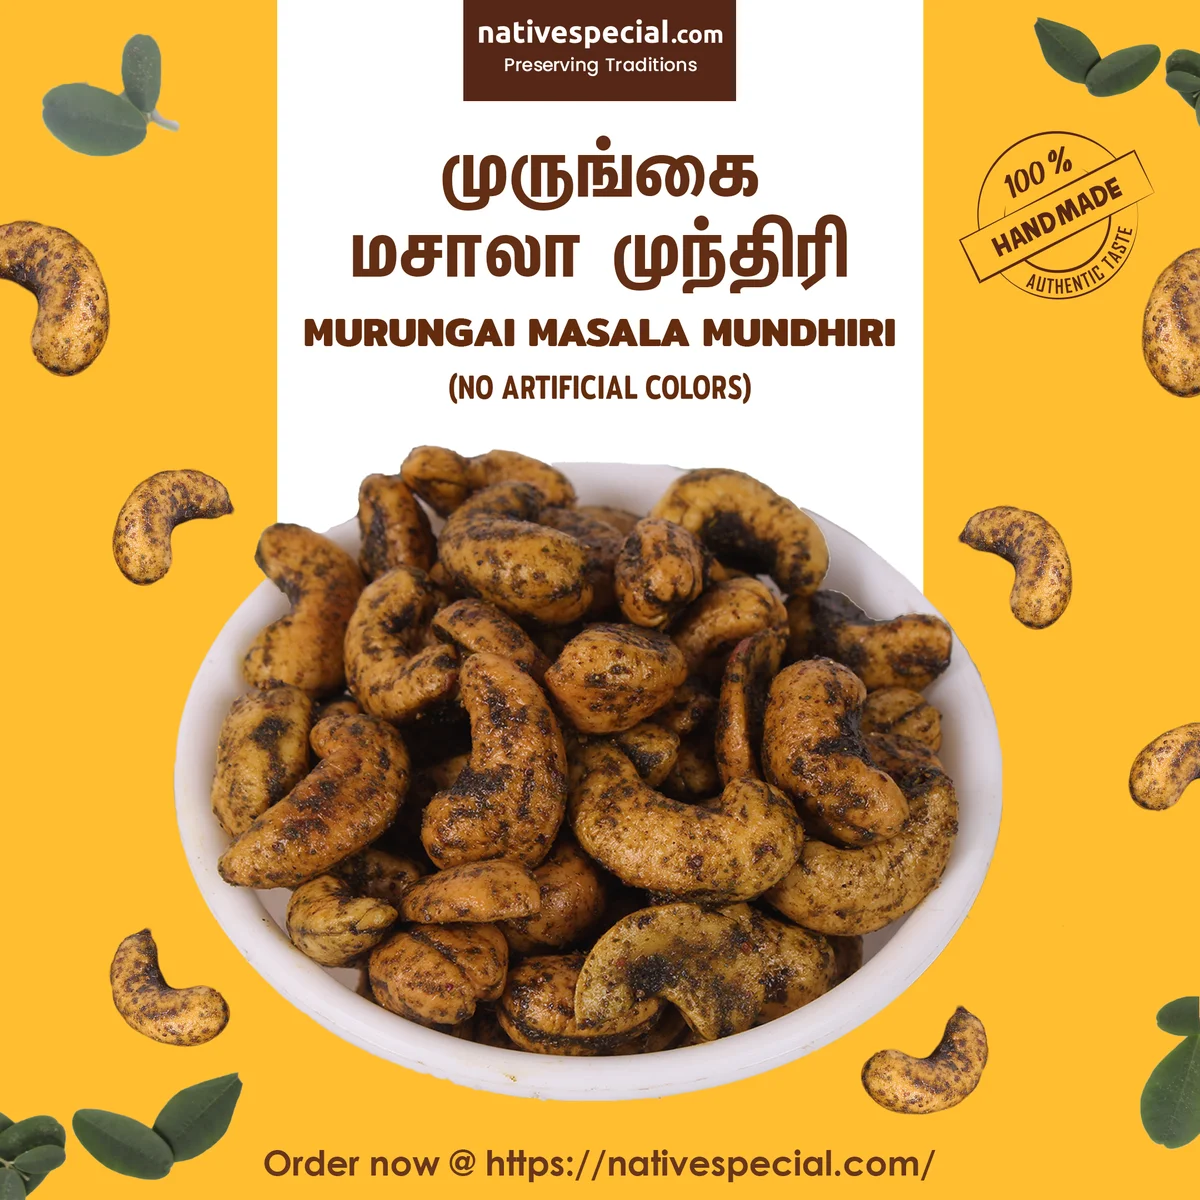 nativespecial.com
Preserving Traditions
முருங்கை
மசாலா முந்திரி
MURUNGAI MASALA MUNDHIRI
(NO ARTIFICIAL COLORS)
100 %
HANDMADE
AUTHENTIC TASTE
Order now @ https://nativespecial.com/